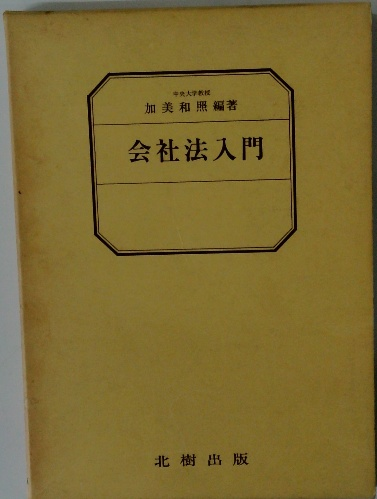 中央大学教授
加美和照編著
会社法入門
北樹出版